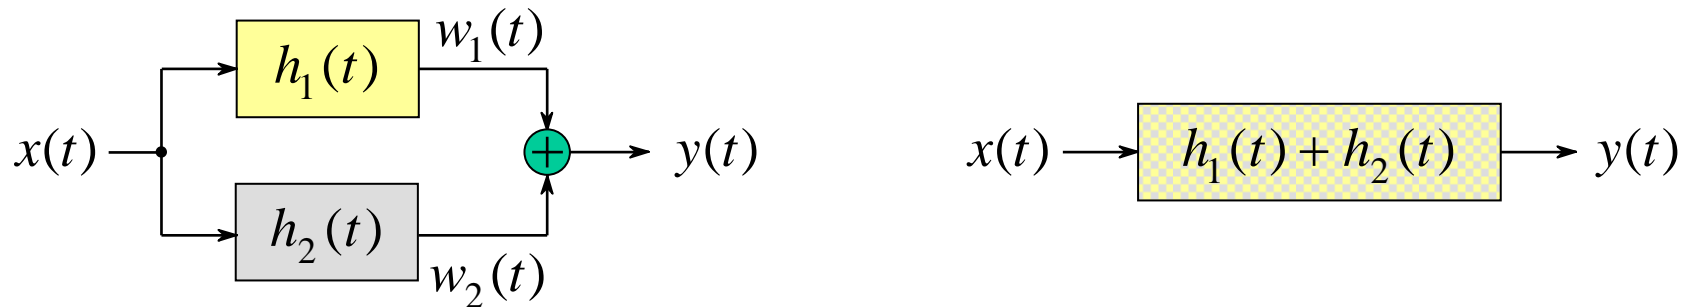 x(t)
h₁(t)
w₁(t)
h₂(t)
w₂(t)
+
y(t)
x(t)
h₁(t) + h₂(t)
y(t)